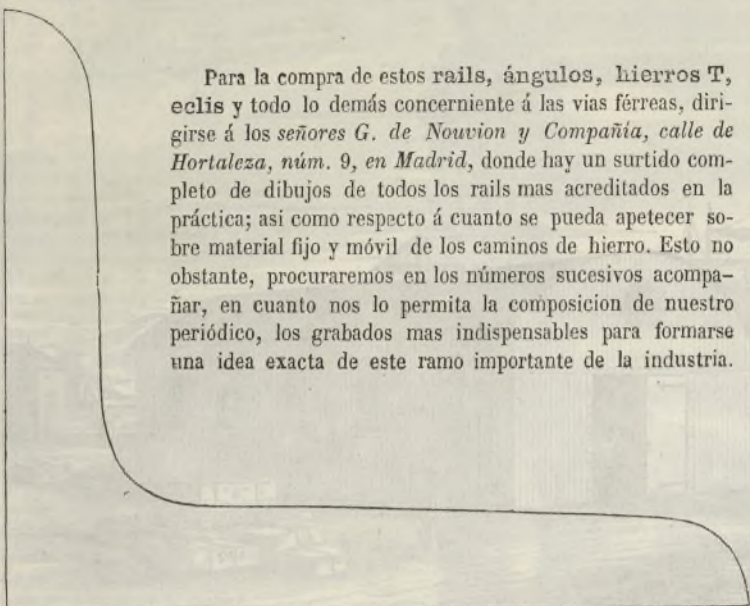 Para la compra de estos rails, ángulos, hierros T,
eclis y todo lo demás concerniente á las vias férreas, diri-
girse á los señores G. de Nouvion y Compañía, calle de
Hortaleza, núm. 9, en Madrid, donde hay un surtido com-
pleto de dibujos de todos los rails mas acreditados en la
práctica; asi como respecto á cuanto se pueda apetecer so-
bre material fijo y móvil de los caminos de hierro. Esto no
obstante, procuraremos en los números sucesivos acompa-
ñar, en cuanto nos lo permita la composicion de nuestro
periódico, los grabados mas indispensables para formarse
una idea exacta de este ramo importante de la industria.